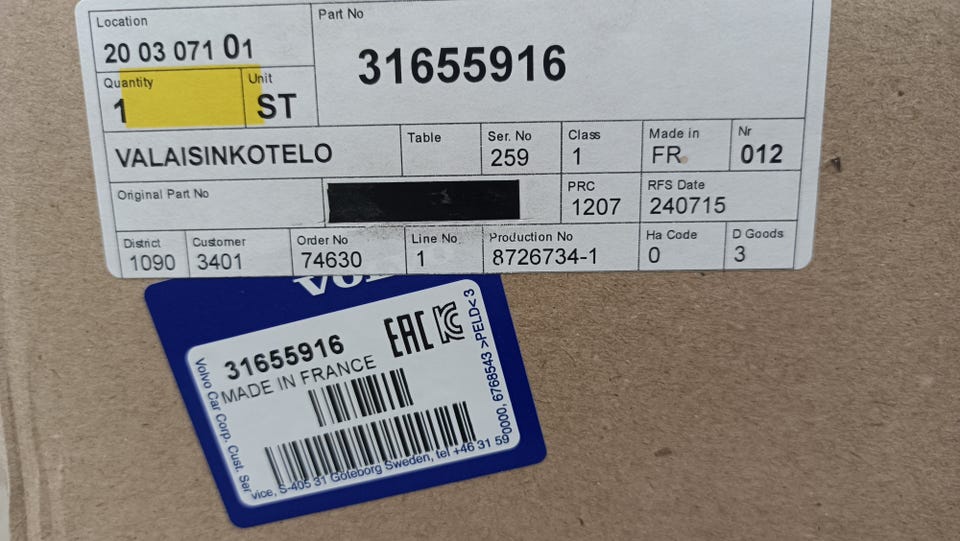 Location
20 03 071 01
Part No
31655916
Quantity
1
Unit
ST
VALAISINKOTELO
Table
Ser. No
259
Class
1
Made in
FR
Nr
012
Original Part No
PRC
1207
RFS Date
240715
District
1090
Customer
3401
Order No
74630
Line No
1
Production No
8726734-1
Ha Code
0
D Goods
3
31655916
MADE IN FRANCE
EAC
Volvo Car Corp. Cust. Ser
vice, S-405 31 Göteborg Sweden, tel +46 31 59
0000, 6768543 >PELD< 3